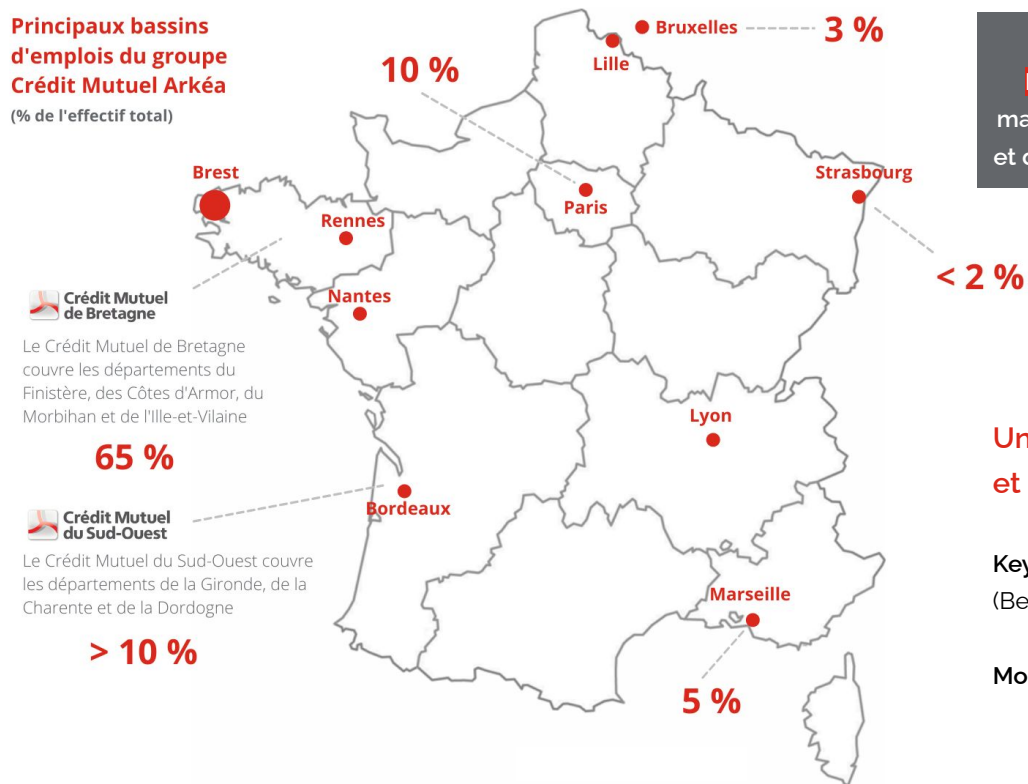 Principaux bassins
d'emplois du groupe
Crédit Mutuel Arkéa
(% de l'effectif total)
Bruxelles
3 %
Lille
10 %
Brest
Strasbourg
Paris
Rennes
< 2 %
Nantes
Crédit Mutuel
de Bretagne
Le Crédit Mutuel de Bretagne
couvre les départements du
Finistère, des Côtes d'Armor, du
Morbihan et de l'Ille-et-Vilaine
65 %
Lyon
Bordeaux
Crédit Mutuel
du Sud-Ouest
Le Crédit Mutuel du Sud-Ouest couvre
les départements de la Gironde, de la
Charente et de la Dordogne
> 10 %
Marseille
5 %
et
Key
(Be